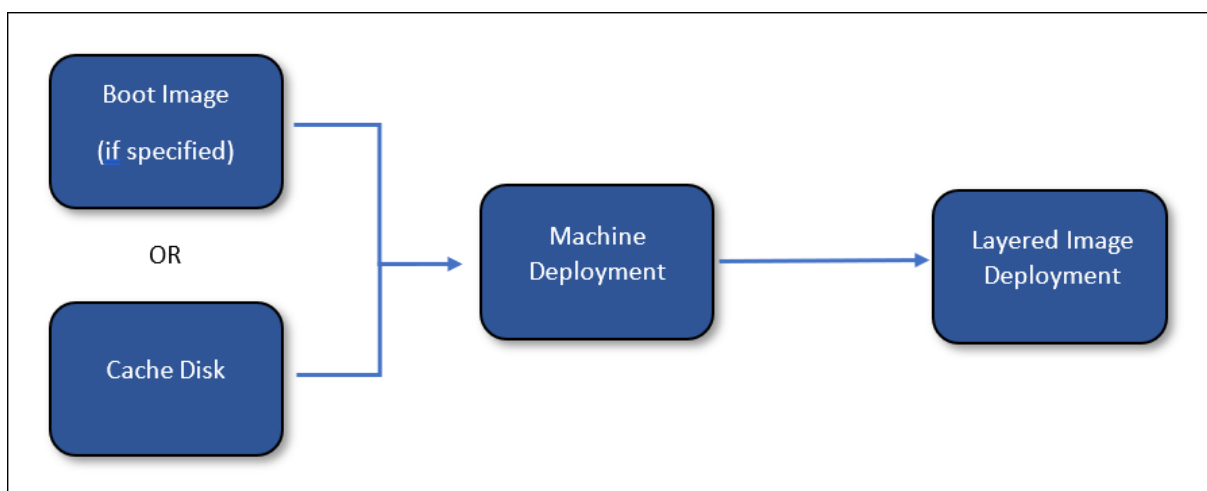 Boot Image
(if specified)
OR
Cache Disk
Machine
Deployment
Layered Image
Deployment